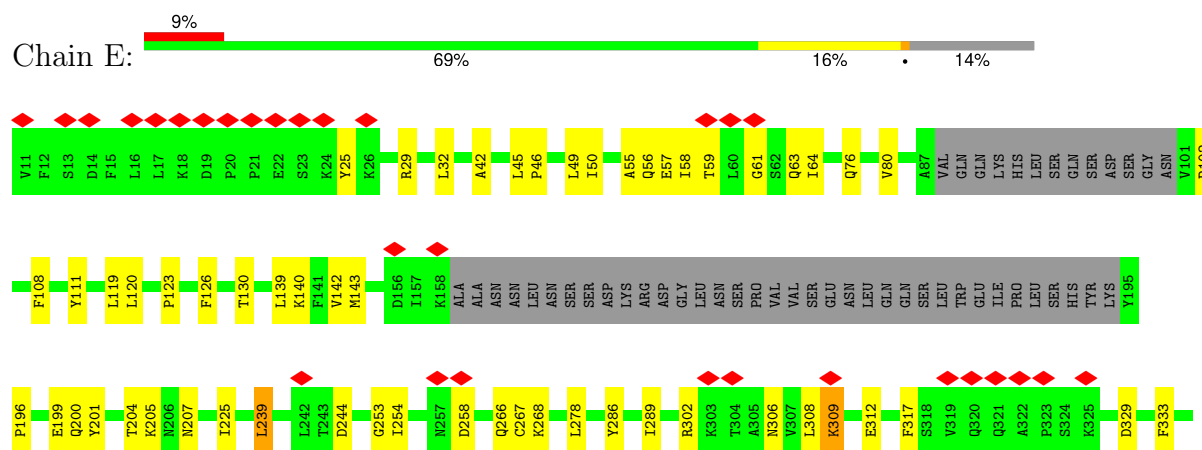 9%
Chain E:
69% 16% • 14%
V11 F12 S13 D14 F15 L16 L17 K18 D19 P20 P21 E22 S23 K24 Y25 K26 R29 L32 A42 L45 P46 L49 I50 A55 Q56 E57 I58 T59 L60 G61 S62 Q63 I64 Q76 V80 A87 VAL GLN GLN LYS HIS LEU SER GLN SER ASP SER SER GLY ASN V101
F108 Y111 L119 L120 P123 F126 T130 L139 K140 F141 V142 M143 D156 I157 K158 ALA ALA ASN ASN LEU ASN SER SER ASP LYS ARG ASP GLY LEU ASN SER PRO VAL VAL SER GLU ASN LEU GLN GLN SER LEU TRP GLU ILE PRO LEU SER HIS TYR LYS Y195
P196 E199 Q200 Y201 T204 K205 N206 N207 I225 L239 L242 T243 D244 G253 I254 N257 D258 Q266 C267 K268 L278 Y286 I289 R302 K303 T304 A305 N306 V307 L308 K309 E312 F317 S318 V319 Q320 Q321 A322 P323 S324 K325 D329 F333